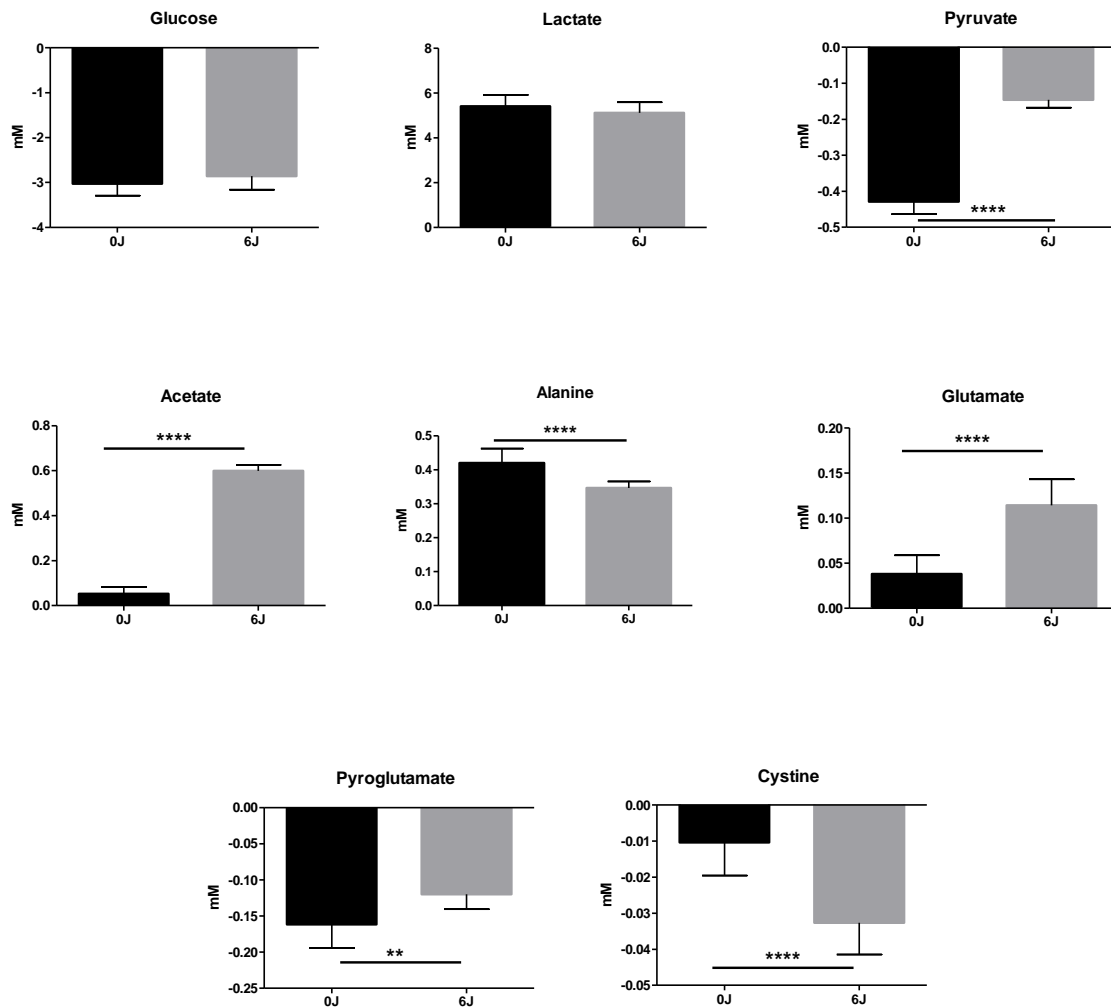 Glucose
0
-1
-2
-3
-4
mM
0J 6J
Lactate
8
6
4
2
0
mM
0J 6J
Pyruvate
0.0
-0.1
-0.2
-0.3
-0.4
-0.5
mM
****
0J 6J
Acetate
0.8
0.6
0.4
0.2
0.0
mM
****
0J 6J
Alanine
0.5
0.4
0.3
0.2
0.1
0.0
mM
****
0J 6J
Glutamate
0.20
0.15
0.10
0.05
0.00
mM
****
0J 6J
Pyroglutamate
0.00
-0.05
-0.10
-0.15
-0.20
-0.25
mM
**
0J 6J
Cystine
0.00
-0.01
-0.02
-0.03
-0.04
-0.05
mM
****
0J 6J